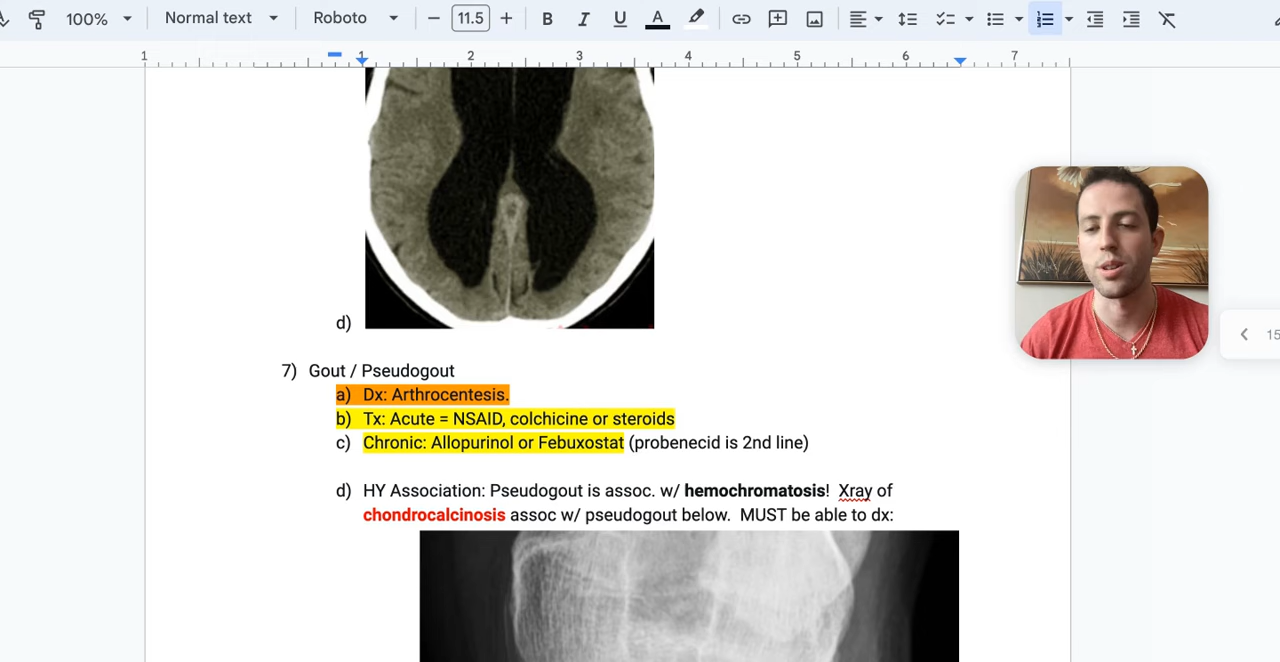 100% Normal text Roboto 11.5 B I U A
1 1 2 3 4 5 6 7
d)
15
7) Gout / Pseudogout
a) Dx: Arthrocentesis.
b) Tx: Acute = NSAID, colchicine or steroids
c) Chronic: Allopurinol or Febuxostat (probenecid is 2nd line)
d) HY Association: Pseudogout is assoc. w/ hemochromatosis! Xray of
chondrocalcinosis assoc w/ pseudogout below. MUST be able to dx: